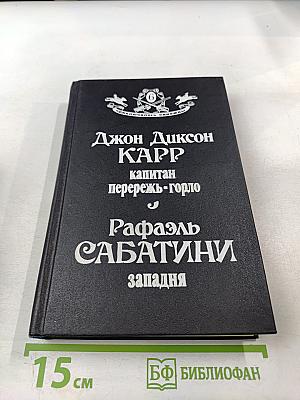 Джон Диксон
КАРР
капитан
перережь-горло
Рафаэль
САБАТИНИ
западня
15 см
БФ БИБЛИОФАН